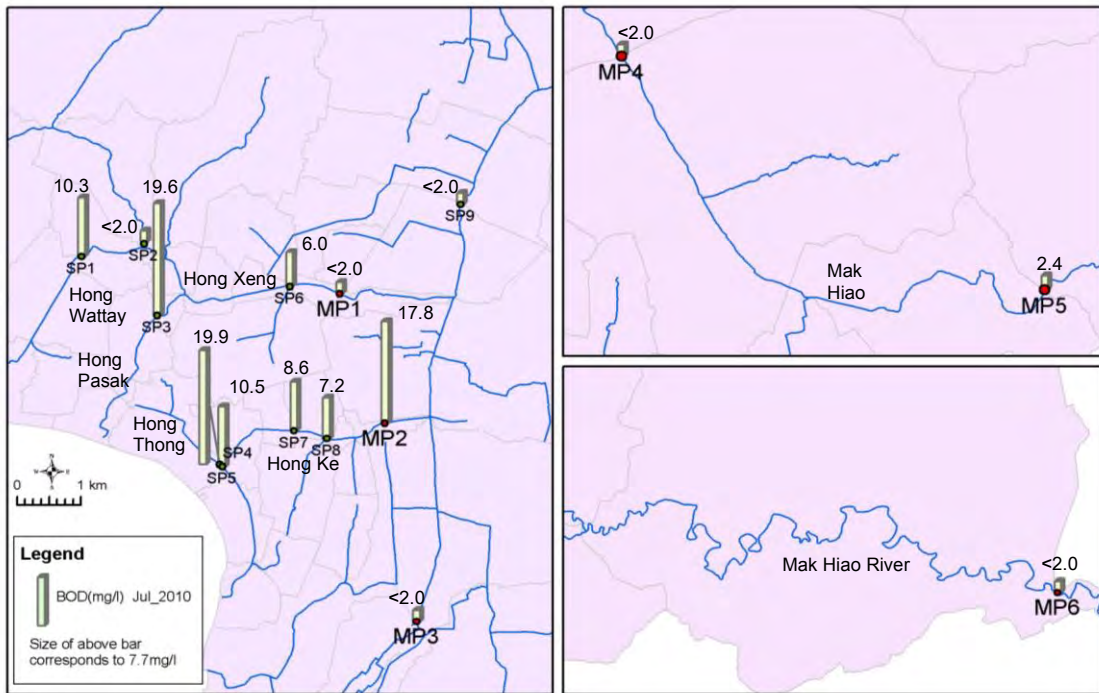 10.3
SP1
<2.0
SP2
19.6
SP3
Hong
Wattay
Hong
Pasak
Hong Xeng
6.0
SP6
<2.0
MP1
<2.0
SP9
17.8
MP2
19.9
10.5
SP4
SP5
Hong
Thong
8.6
SP7
7.2
SP8
Hong Ke
<2.0
MP3
0
1 km
Legend
BOD(mg/l) Jul_2010
Size of above bar
corresponds to 7.7mg/l
<2.0
MP4
Mak
Hiao
2.4
MP5
Mak Hiao River
<2.0
MP6